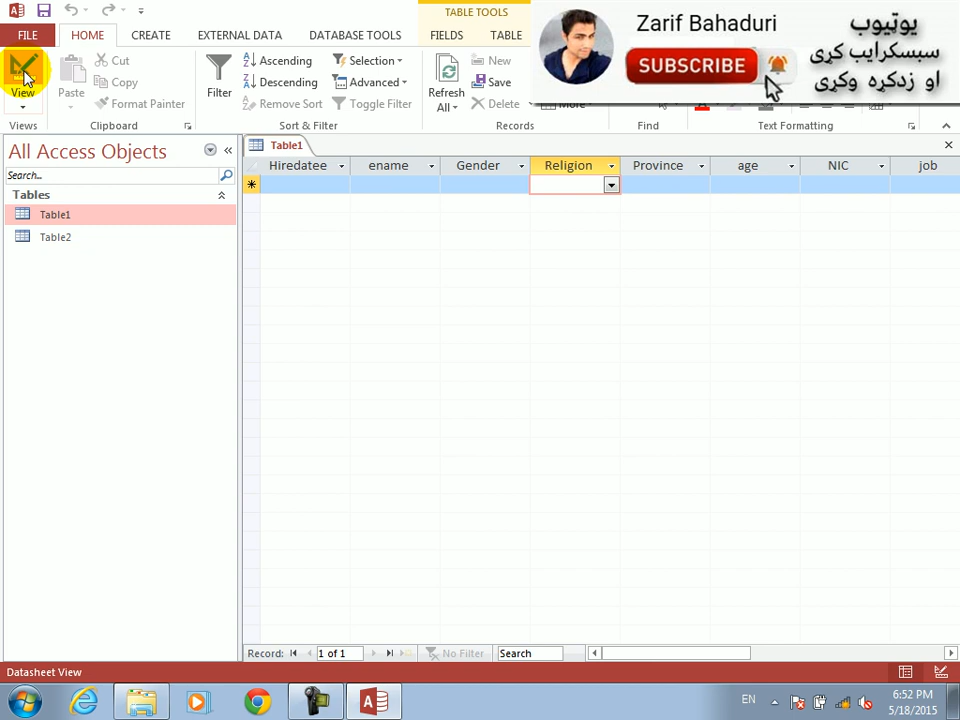 TABLE TOOLS
FILE
HOME
CREATE
EXTERNAL DATA
DATABASE TOOLS
FIELDS
TABLE
Zarif Bahaduri
SUBSCRIBE
یوټیوب
سبسکرایب کړی
او زدکړه وکړی
View
Paste
Cut
Copy
Format Painter
Filter
Ascending
Descending
Remove Sort
Selection
Advanced
Toggle Filter
Refresh
All
New
Save
Delete
More
Views
Clipboard
Sort & Filter
Records
Find
Text Formatting
All Access Objects
Search...
Tables
Table1
Table2
Table1
Hiredatee ename Gender Religion Province age NIC job
Record: 1 of 1 No Filter Search
Datasheet View
EN
6:52 PM
5/18/2015